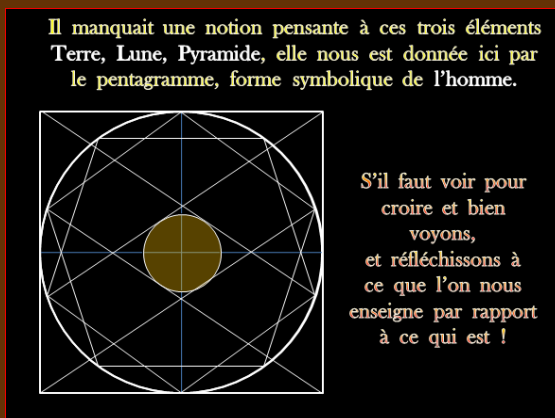 Il manquait une notion pensante à ces trois éléments
Terre, Lune, Pyramide, elle nous est donnée ici par
le pentagramme, forme symbolique de l'homme.
S'il faut voir pour
croire et bien
voyons,
et réfléchissons à
ce que l'on nous
enseigne par rapport
à ce qui est !